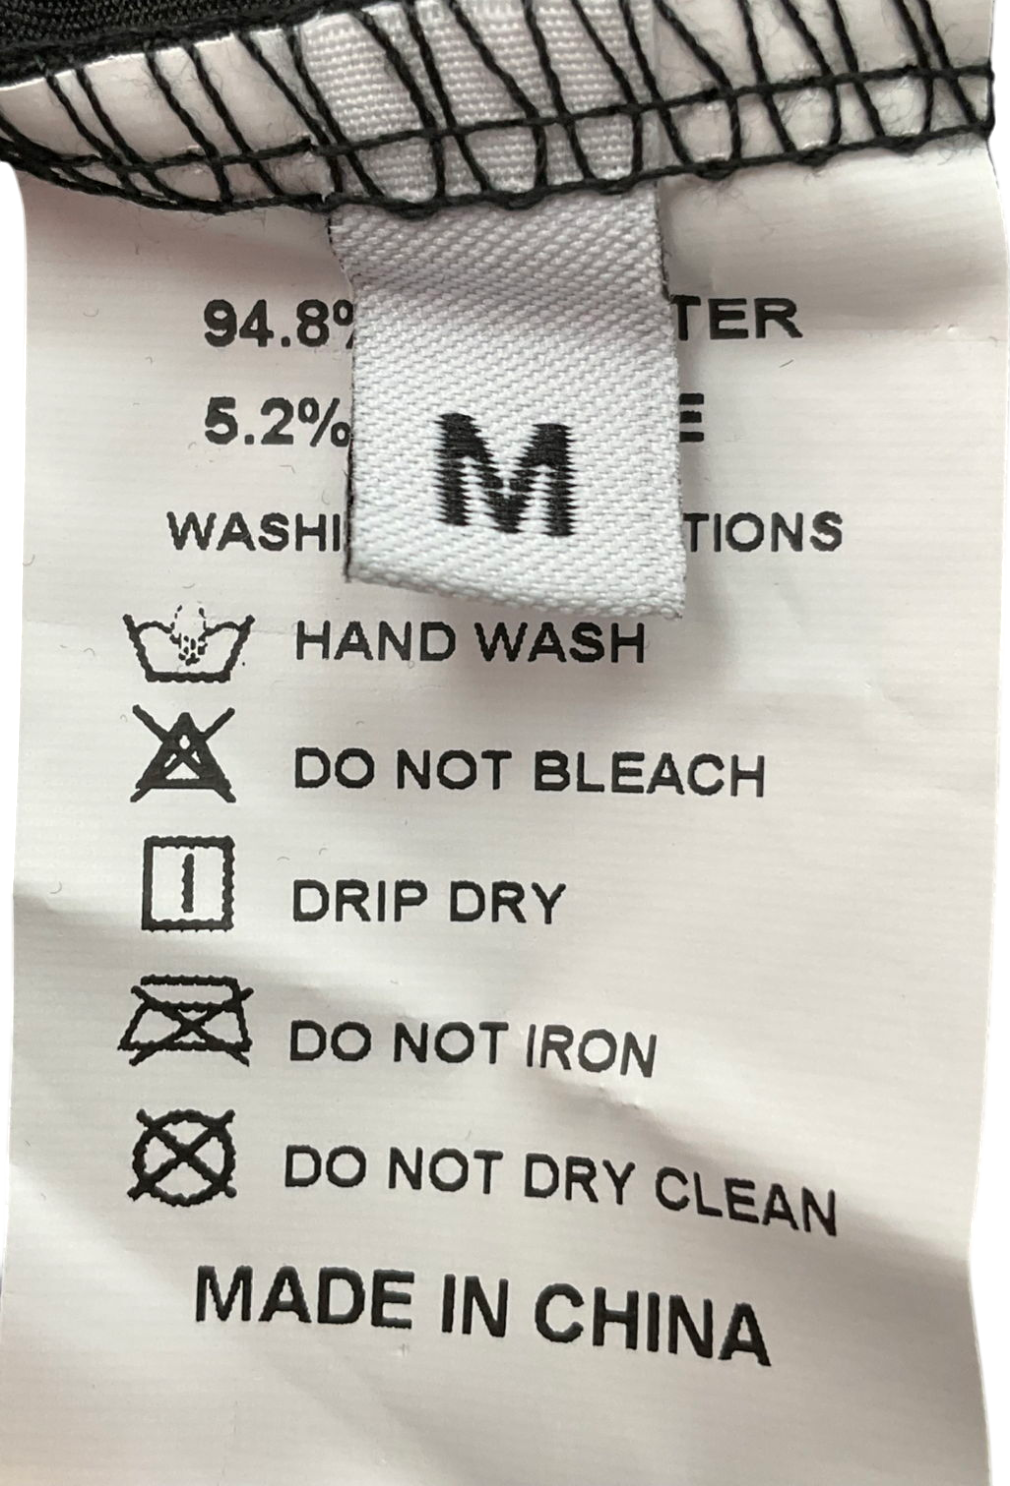 94.8% TER
5.2% E
M
WASHI TIONS
HAND WASH
DO NOT BLEACH
DRIP DRY
DO NOT IRON
DO NOT DRY CLEAN
MADE IN CHINA